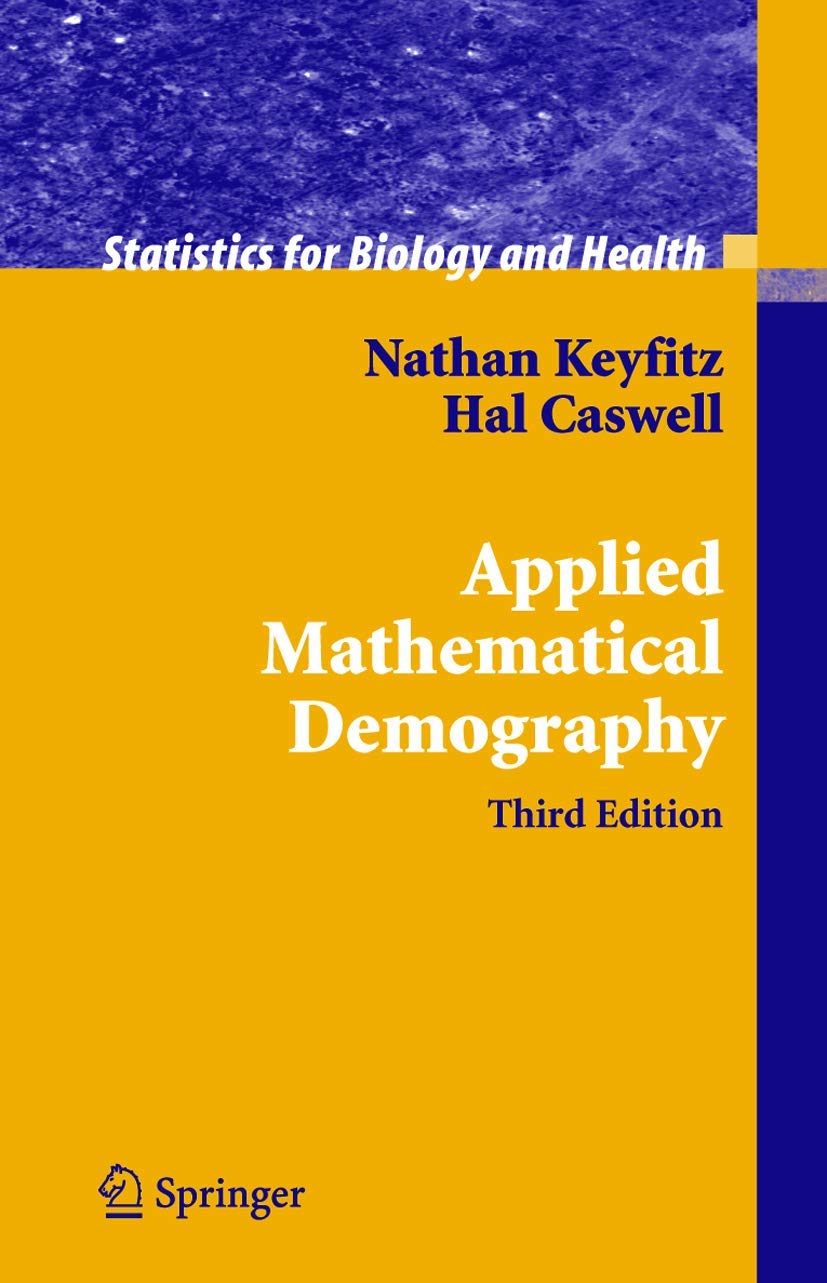 Statistics for Biology and Health
Nathan Keyfitz
Hal Caswell
Applied
Mathematical
Demography
Third Edition
Springer